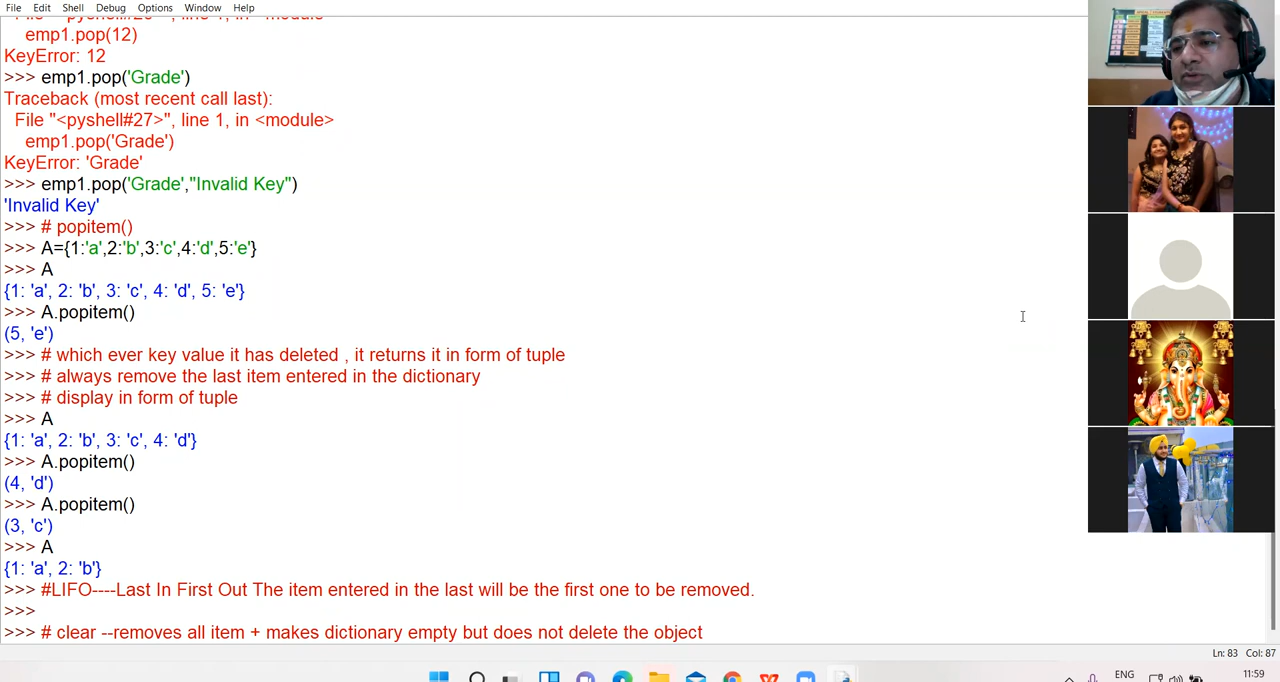 File Edit Shell Debug Options Window Help
emp1.pop(12)
KeyError: 12
>>> emp1.pop('Grade')
Traceback (most recent call last):
File "<pyshell#27>", line 1, in <module>
emp1.pop('Grade')
KeyError: 'Grade'
>>> emp1.pop('Grade',"Invalid Key")
'Invalid Key'
>>> # popitem()
>>> A={1:'a',2:'b',3:'c',4:'d',5:'e'}
>>> A
{1: 'a', 2: 'b', 3: 'c', 4: 'd', 5: 'e'}
>>> A.popitem()
(5, 'e')
>>> # which ever key value it has deleted , it returns it in form of tuple
>>> # always remove the last item entered in the dictionary
>>> # display in form of tuple
>>> A
{1: 'a', 2: 'b', 3: 'c', 4: 'd'}
>>> A.popitem()
(4, 'd')
>>> A.popitem()
(3, 'c')
>>> A
{1: 'a', 2: 'b'}
>>> #LIFO----Last In First Out The item entered in the last will be the first one to be removed.
>>>
>>> # clear --removes all item + makes dictionary empty but does not delete the object
Ln: 83 Col: 87
ENG
11:59